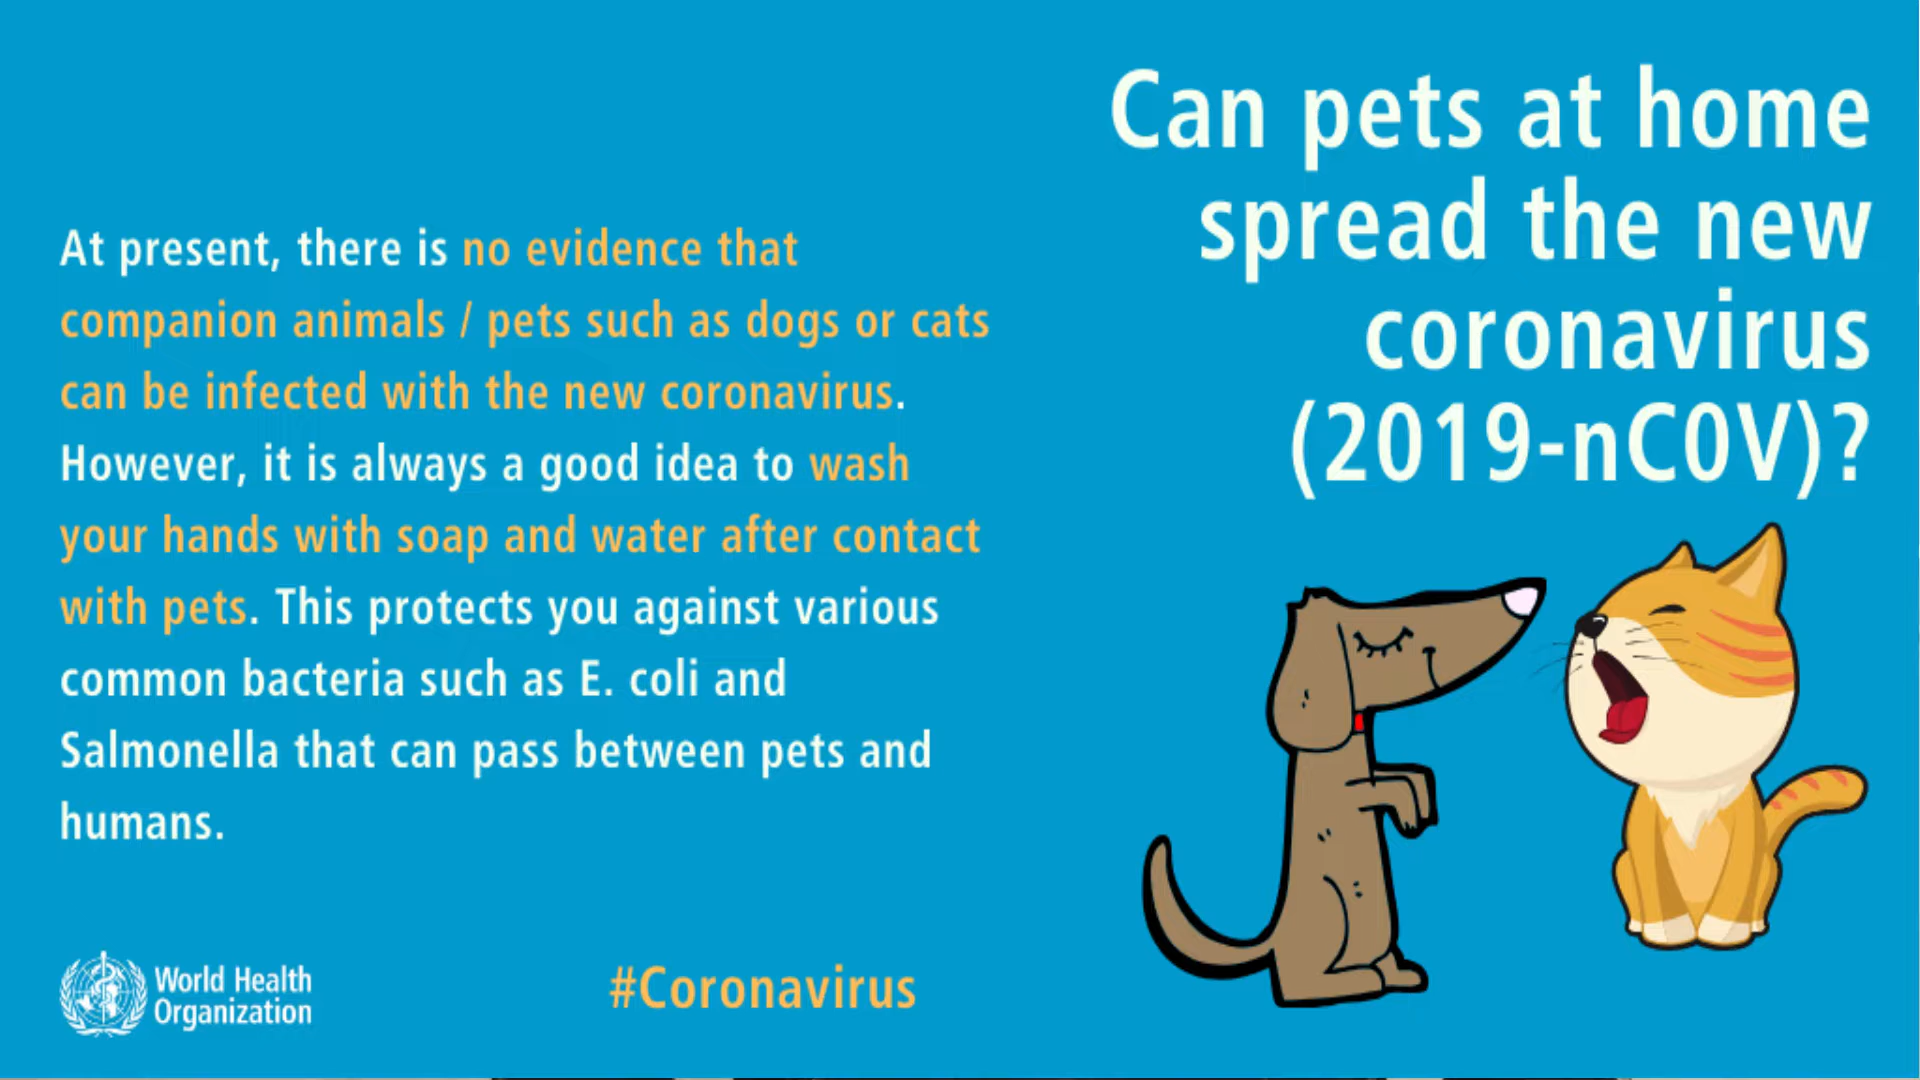 Can pets at home
spread the new
coronavirus
(2019-nC0V)?
At present, there is no evidence that
companion animals / pets such as dogs or cats
can be infected with the new coronavirus.
However, it is always a good idea to wash
your hands with soap and water after contact
with pets. This protects you against various
common bacteria such as E. coli and
Salmonella that can pass between pets and
humans.
World Health
Organization
#Coronavirus